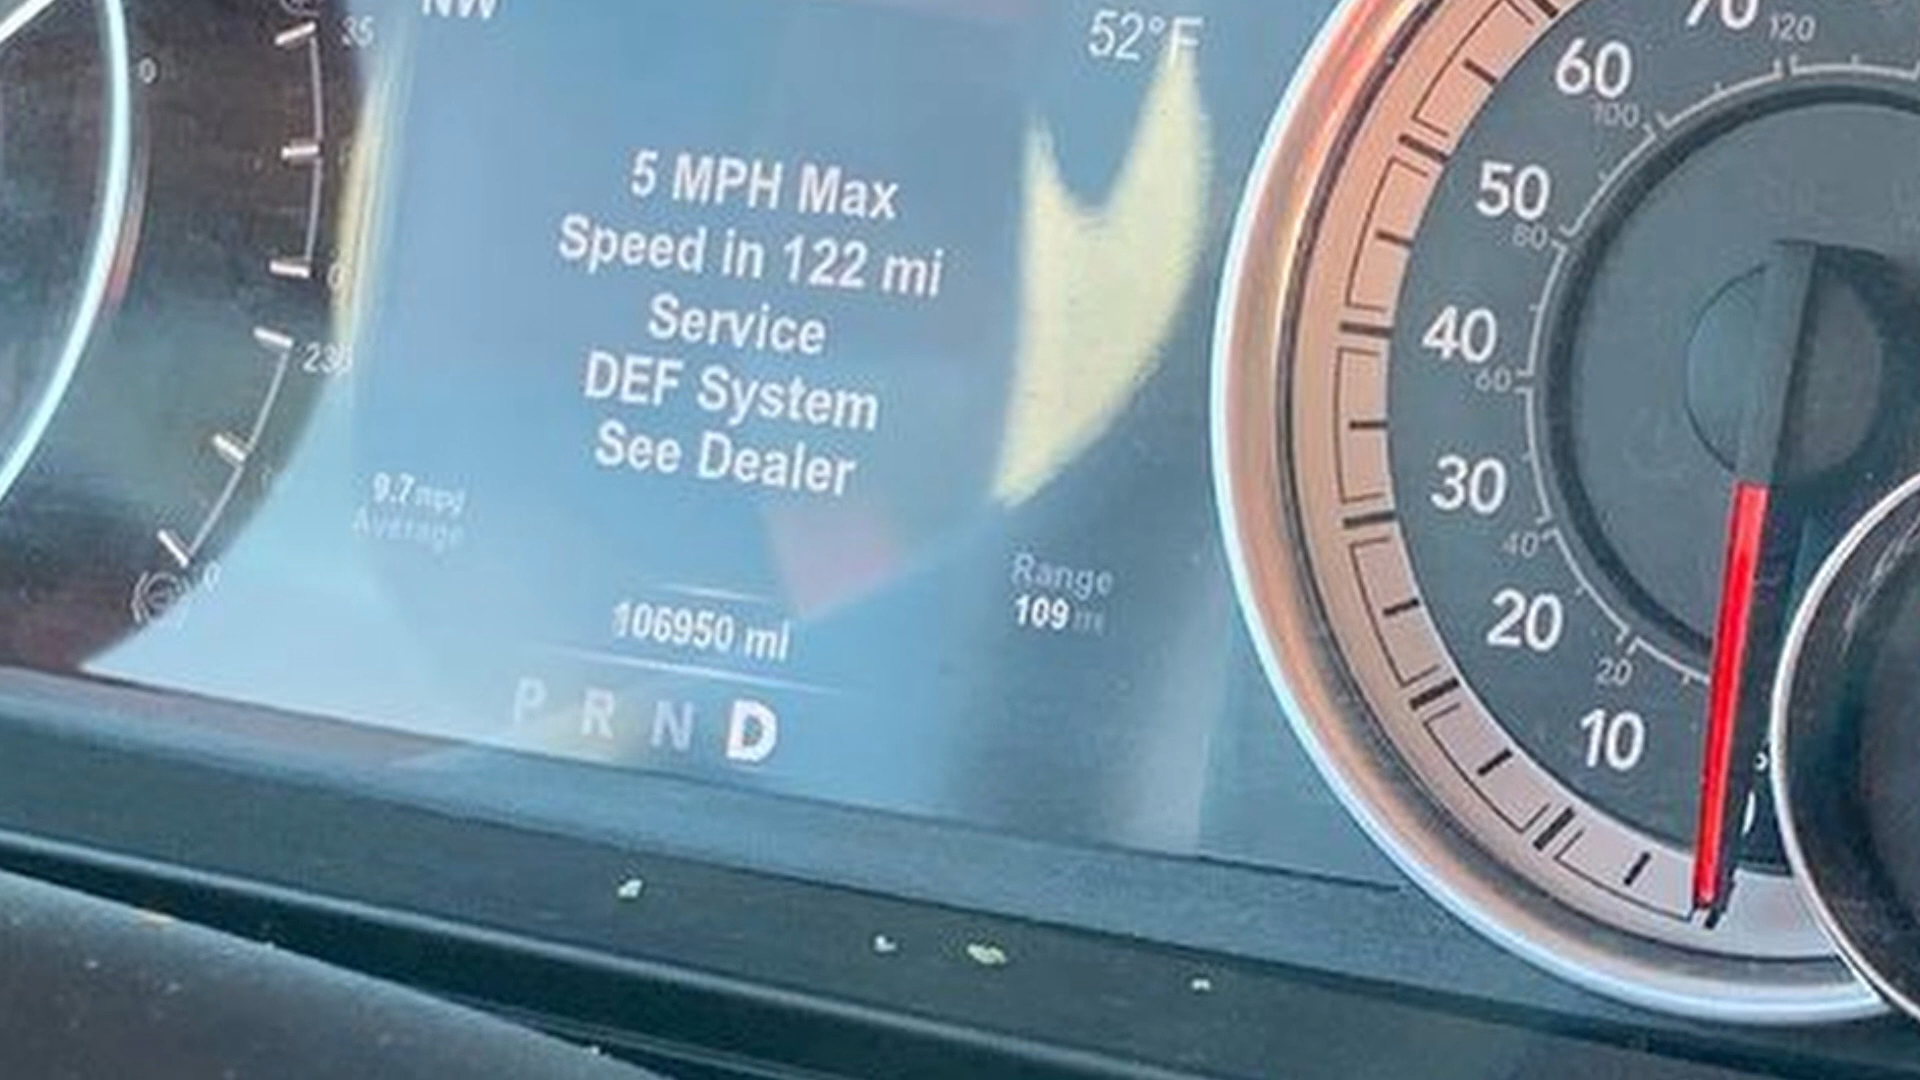 NW
52°F
35
0
5 MPH Max
Speed in 122 mi
Service
DEF System
See Dealer
9.7 mpg
Average
Range
109 mi
106950 mi
P R N D
70
120
60
100
50
80
40
60
30
40
20
20
10